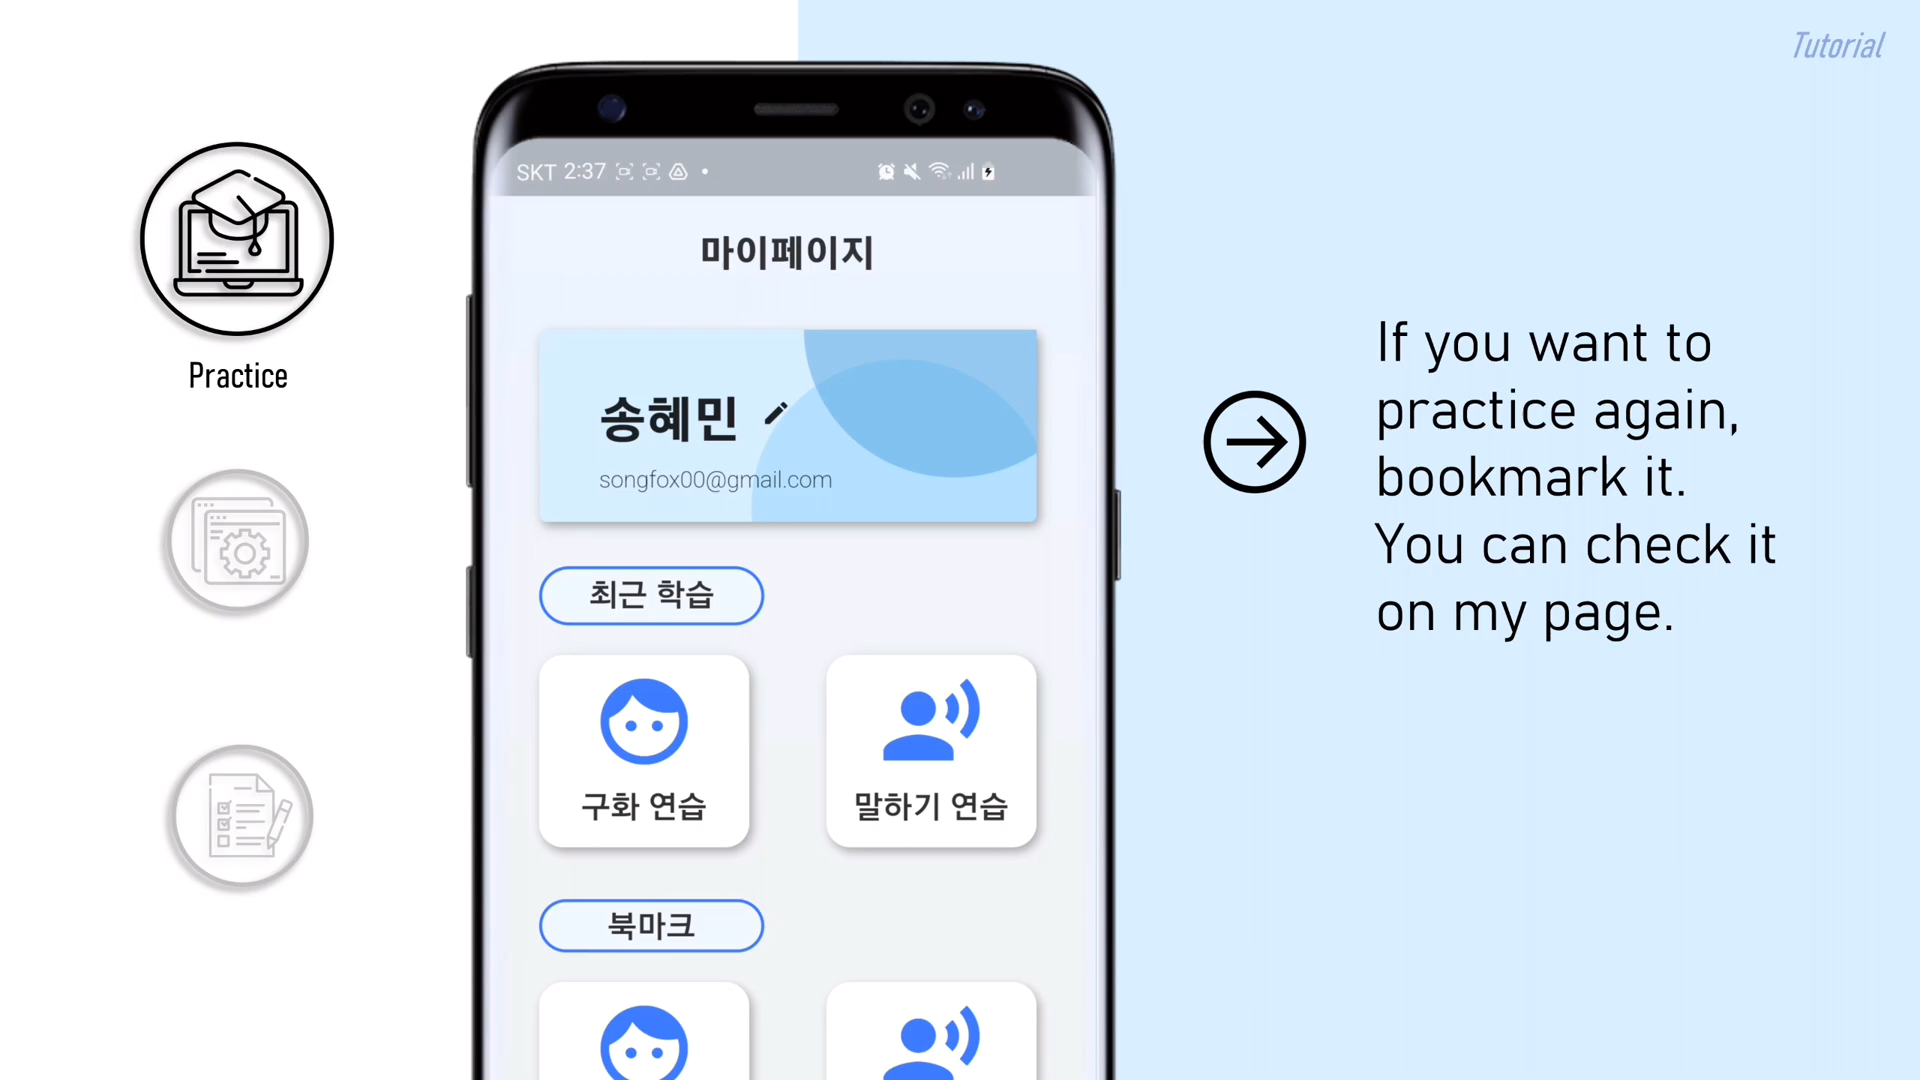 Tutorial
Practice
SKT 2:37
마이페이지
송혜민
songfox00@gmail.com
최근 학습
구화 연습
말하기 연습
북마크
If you want to
practice again,
bookmark it.
You can check it
on my page.